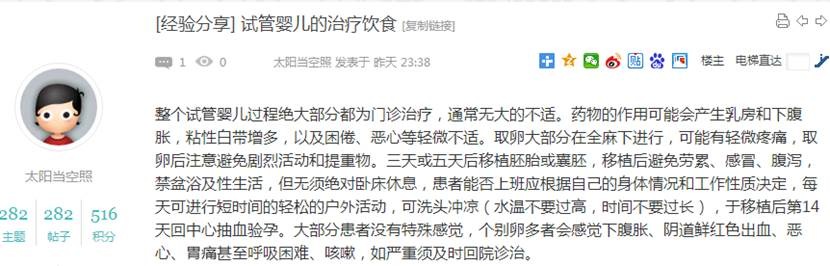 [经验分享] 试管婴儿的治疗饮食 [复制链接]
1 0 太阳当空照 发表于 昨天 23:38 贴 楼主 电梯直达
整个试管婴儿过程绝大部分都为门诊治疗，通常无大的不适。药物的作用可能会产生乳房和下腹
胀，粘性白带增多，以及困倦、恶心等轻微不适。取卵大部分在全麻下进行，可能有轻微疼痛，取
卵后注意避免剧烈活动和提重物。三天或五天后移植胚胎或囊胚，移植后避免劳累、感冒、腹泻，
禁盆浴及性生活，但无须绝对卧床休息，患者能否上班应根据自己的身体情况和工作性质决定，每
天可进行短时间的轻松的户外活动，可洗头冲凉（水温不要过高，时间不要过长），于移植后第14
天回中心抽血验孕。大部分患者没有特殊感觉，个别卵多者会感觉下腹胀、阴道鲜红色出血、恶
心、胃痛甚至呼吸困难、咳嗽，如严重须及时回院诊治。
太阳当空照
282 282 516
主题 帖子 积分